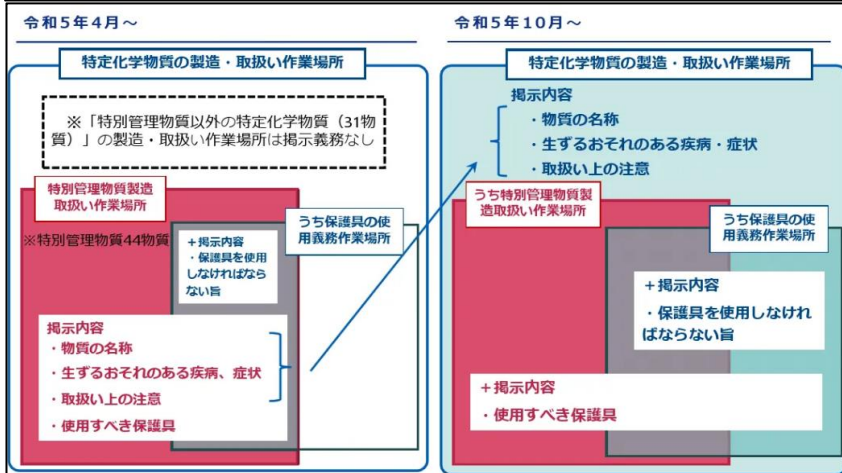 令和5年4月～
特定化学物質の製造・取扱い作業場所
※「特別管理物質以外の特定化学物質（31物
質）」の製造・取扱い作業場所は掲示義務なし
特別管理物質製造
取扱い作業場所
※特別管理物質44物質
うち保護具の使
用義務作業場所
＋掲示内容
・保護具を使用
しなければなら
ない旨
掲示内容
・物質の名称
・生ずるおそれのある疾病、症状
・取扱い上の注意
・使用すべき保護具
令和5年10月～
特定化学物質の製造・取扱い作業場所
掲示内容
・物質の名称
・生ずるおそれのある疾病・症状
・取扱い上の注意
うち特別管理物質製
造取扱い作業場所
うち保護具の使
用義務作業場所
＋掲示内容
・保護具を使用しなけれ
ばならない旨
＋掲示内容
・使用すべき保護具